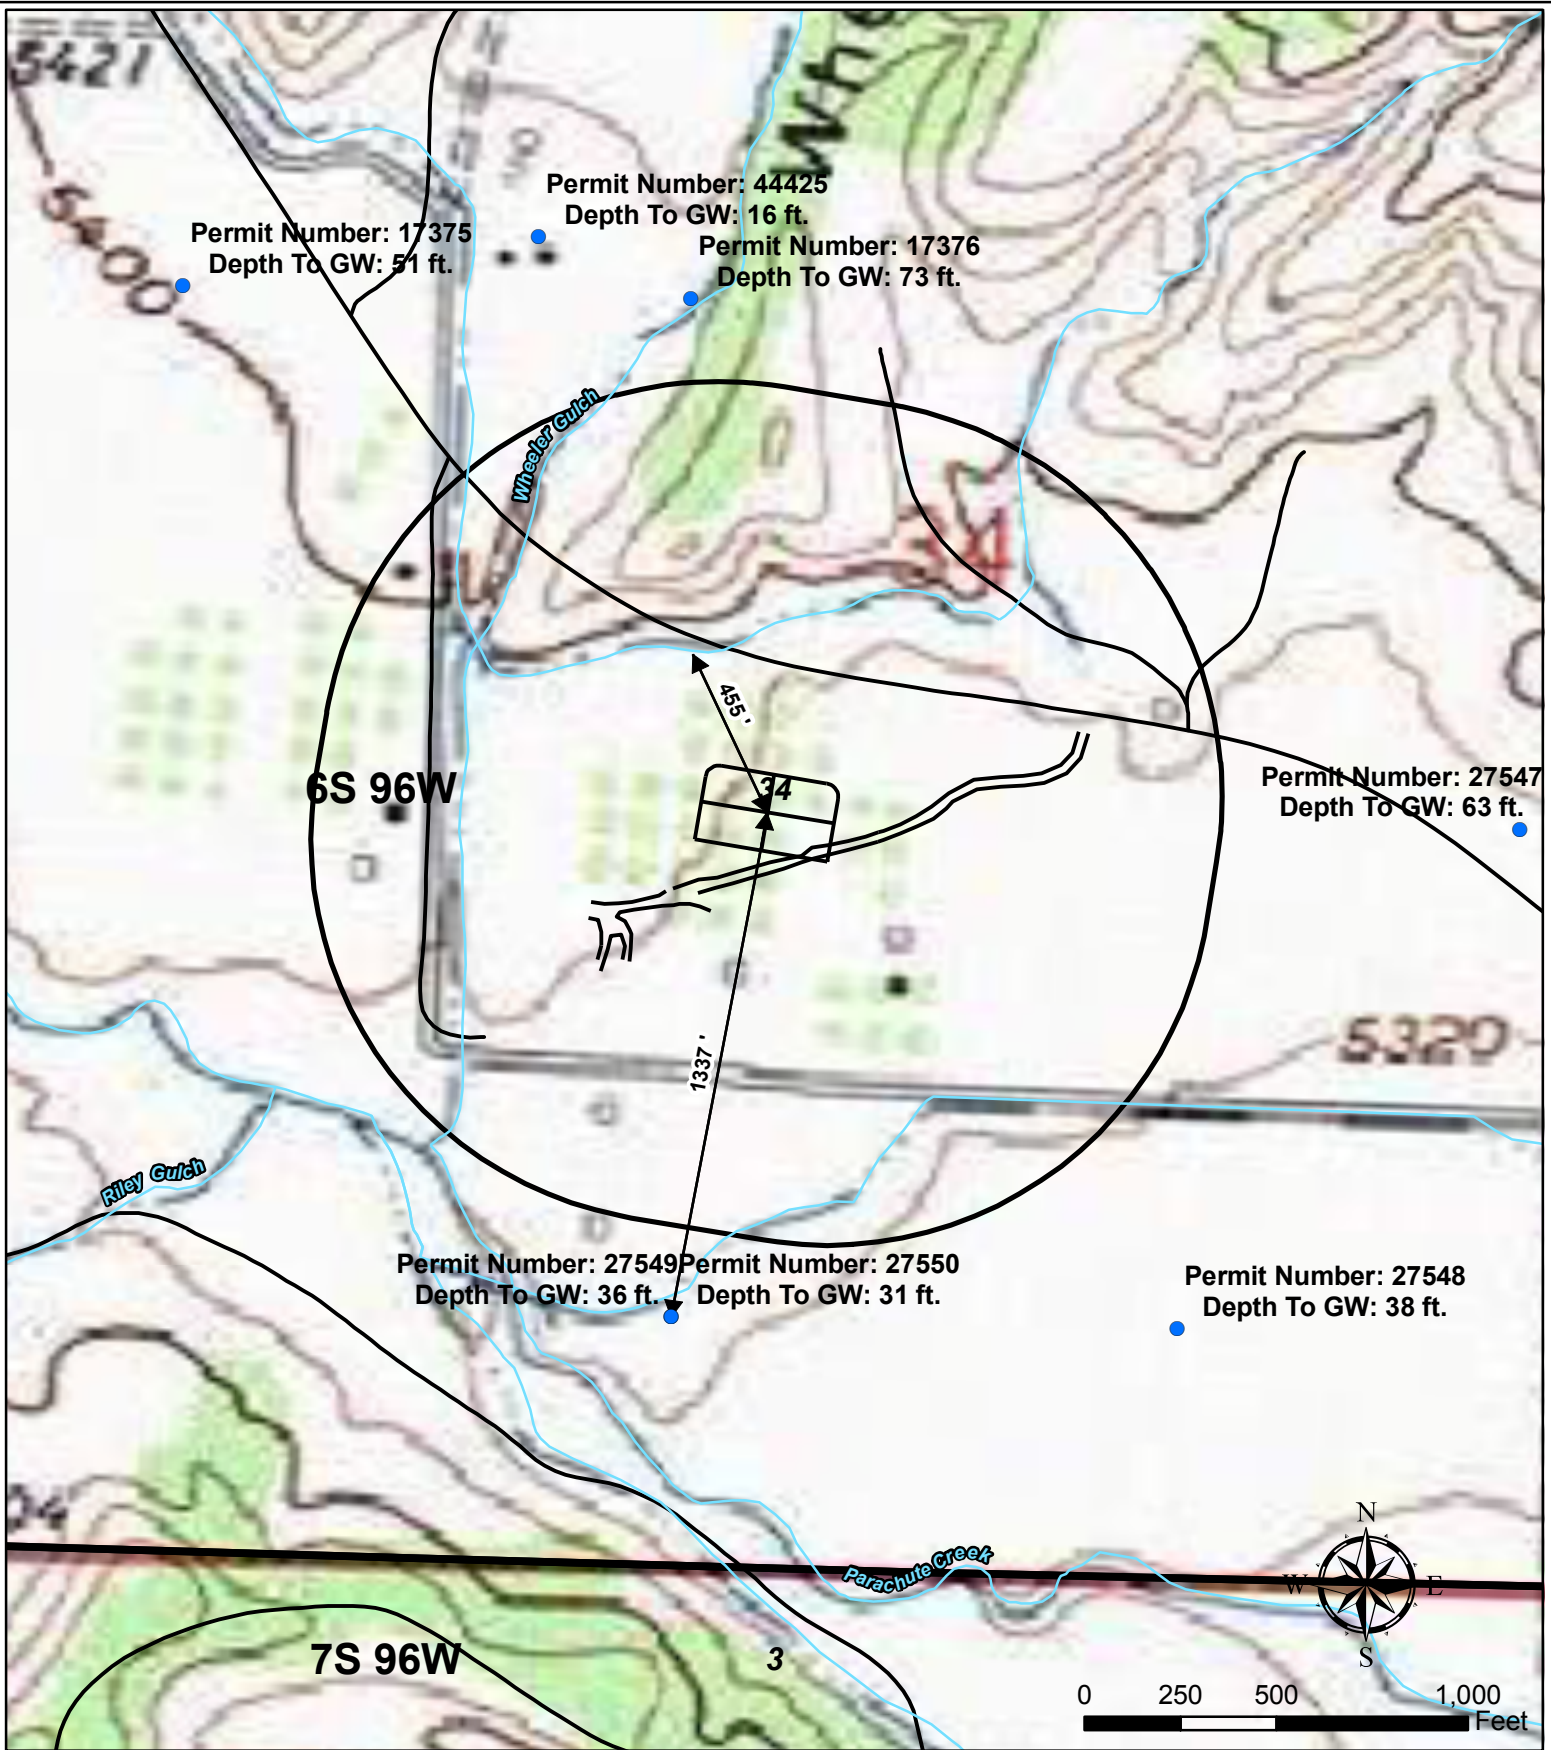 5421
Whe
Permit Number: 44425
Depth To GW: 16 ft.
Permit Number: 17375
Depth To GW: 51 ft.
Permit Number: 17376
Depth To GW: 73 ft.
5400
Wheeler Gulch
34
455 '
6S 96W
34
Permit Number: 27547
Depth To GW: 63 ft.
5320
1337 '
Riley Gulch
Permit Number: 27549
Depth To GW: 36 ft.
Permit Number: 27550
Depth To GW: 31 ft.
Permit Number: 27548
Depth To GW: 38 ft.
04
Parachute Creek
N
W E
S
7S 96W
3
0 250 500 1,000
Feet